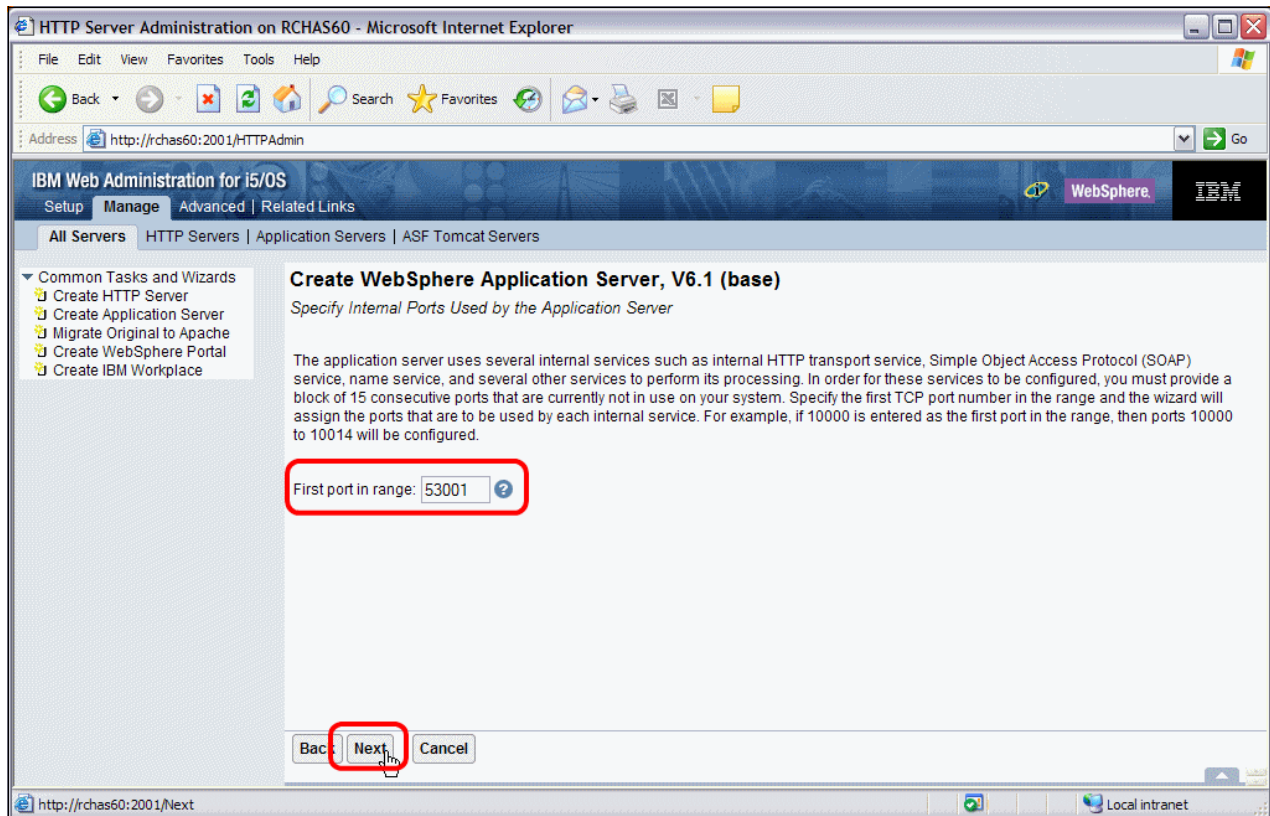 HTTP Server Administration on RCHAS60 - Microsoft Internet Explorer
File Edit View Favorites Tools Help
Back Search Favorites
Address http://rchas60:2001/HTTPAdmin Go
IBM Web Administration for i5/OS
WebSphere. IBM
Setup Manage Advanced | Related Links
All Servers HTTP Servers | Application Servers | ASF Tomcat Servers
Common Tasks and Wizards
Create HTTP Server
Create Application Server
Migrate Original to Apache
Create WebSphere Portal
Create IBM Workplace
Create WebSphere Application Server, V6.1 (base)
Specify Internal Ports Used by the Application Server
The application server uses several internal services such as internal HTTP transport service, Simple Object Access Protocol (SOAP)
service, name service, and several other services to perform its processing. In order for these services to be configured, you must provide a
block of 15 consecutive ports that are currently not in use on your system. Specify the first TCP port number in the range and the wizard will
assign the ports that are to be used by each internal service. For example, if 10000 is entered as the first port in the range, then ports 10000
to 10014 will be configured.
First port in range: 53001 ?
Back Next Cancel
http://rchas60:2001/Next Local intranet